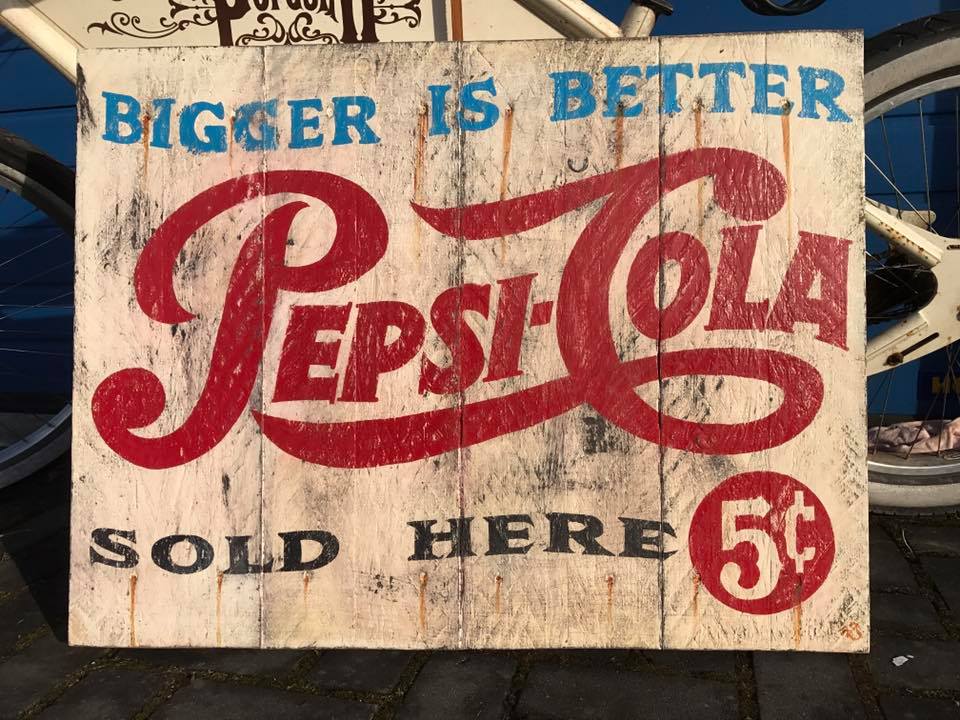 BIGGER IS BETTER
PEPSI-COLA
SOLD HERE 5¢